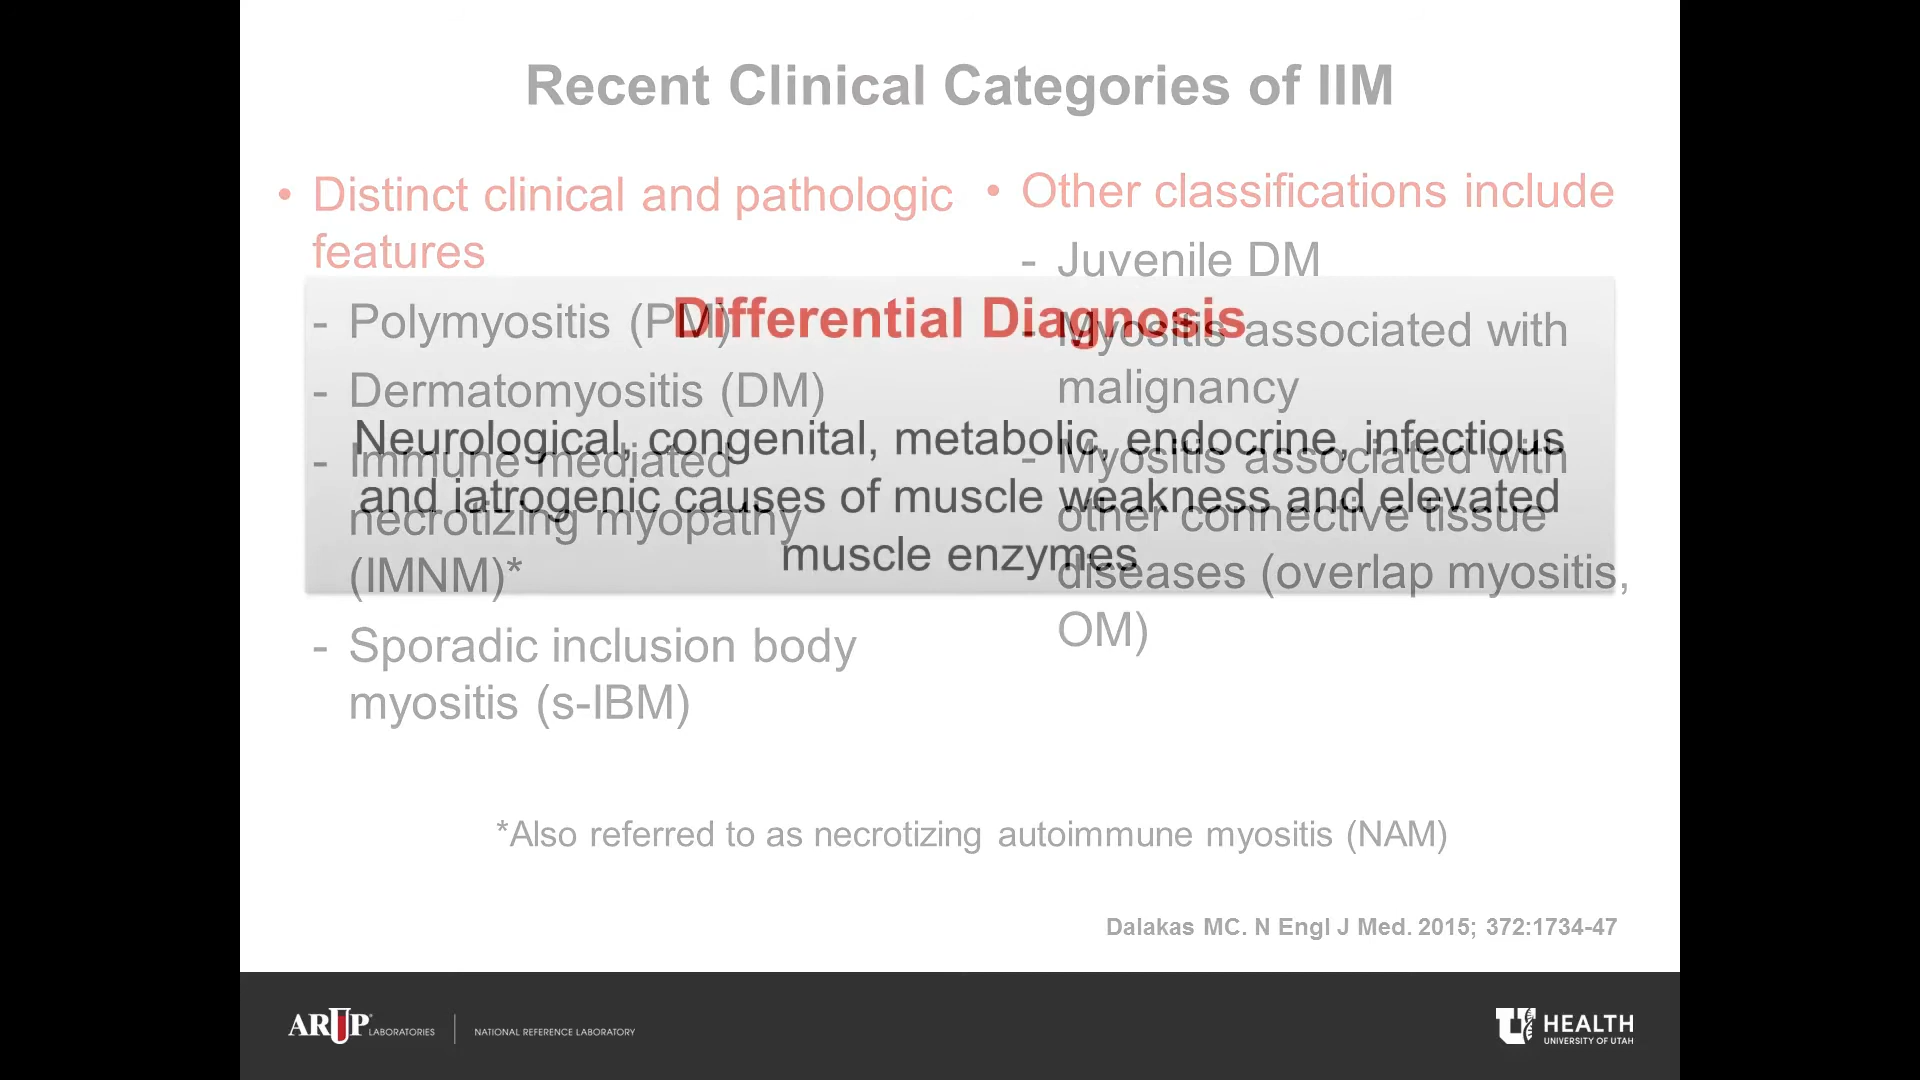 Recent Clinical Categories of IIM
• Distinct clinical and pathologic
features
- Polymyositis (PM)
- Dermatomyositis (DM)
- Immune mediated
necrotizing myopathy
(IMNM)*
- Sporadic inclusion body
myositis (s-IBM)
• Other classifications include
- Juvenile DM
- Myositis associated with
malignancy
- Myositis associated with
other connective tissue
diseases (overlap myositis,
OM)
Differential Diagnosis
Neurological, congenital, metabolic, endocrine, infectious
and iatrogenic causes of muscle weakness and elevated
muscle enzymes
*Also referred to as necrotizing autoimmune myositis (NAM)
Dalakas MC. N Engl J Med. 2015; 372:1734-47
ARUP LABORATORIES
NATIONAL REFERENCE LABORATORY
U HEALTH
UNIVERSITY OF UTAH